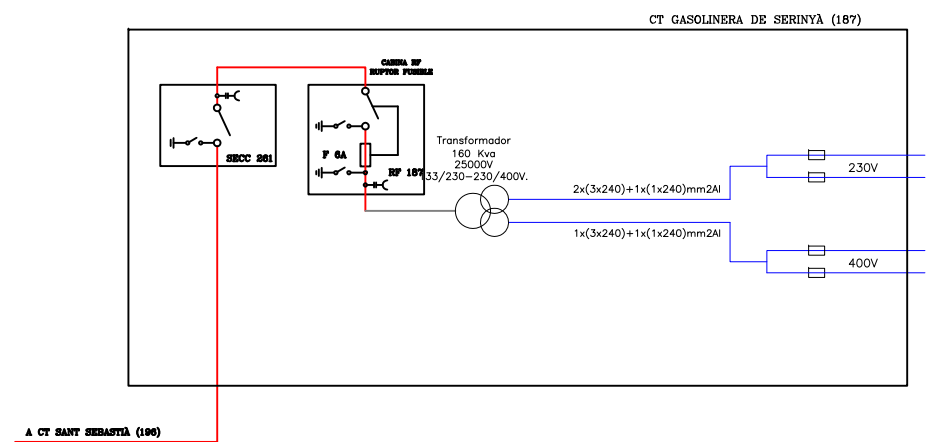 CT GASOLINERA DE SERINYÀ (187)
CABINA RF
RUPTOR FUSIBLE
SECC 261
F 6A
RF 187
Transformador
160 Kva
25000V
133/230-230/400V.
2x(3x240)+1x(1x240)mm2Al
1x(3x240)+1x(1x240)mm2Al
230V
400V
A CT SANT SEBASTIÀ (196)